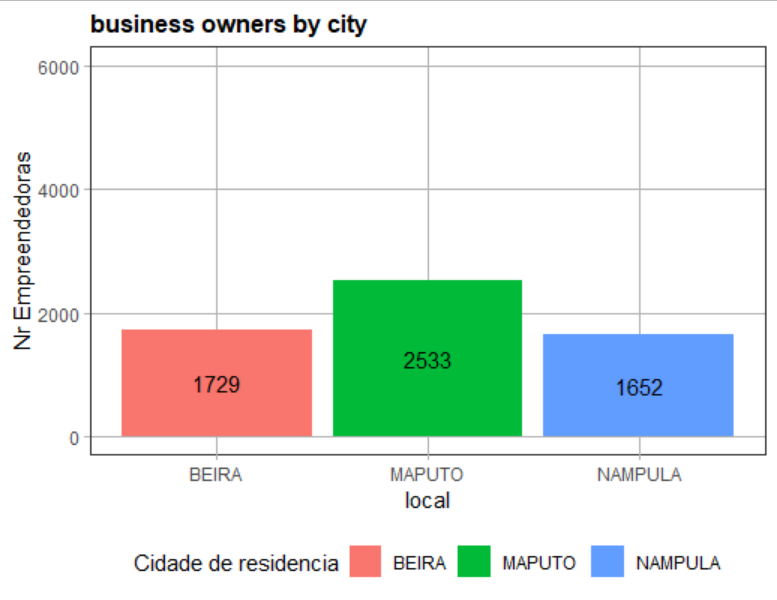 business owners by city
6000
4000
2000
0
Nr Empreendedoras
1729
2533
1652
BEIRA MAPUTO NAMPULA
local
Cidade de residencia BEIRA MAPUTO NAMPULA